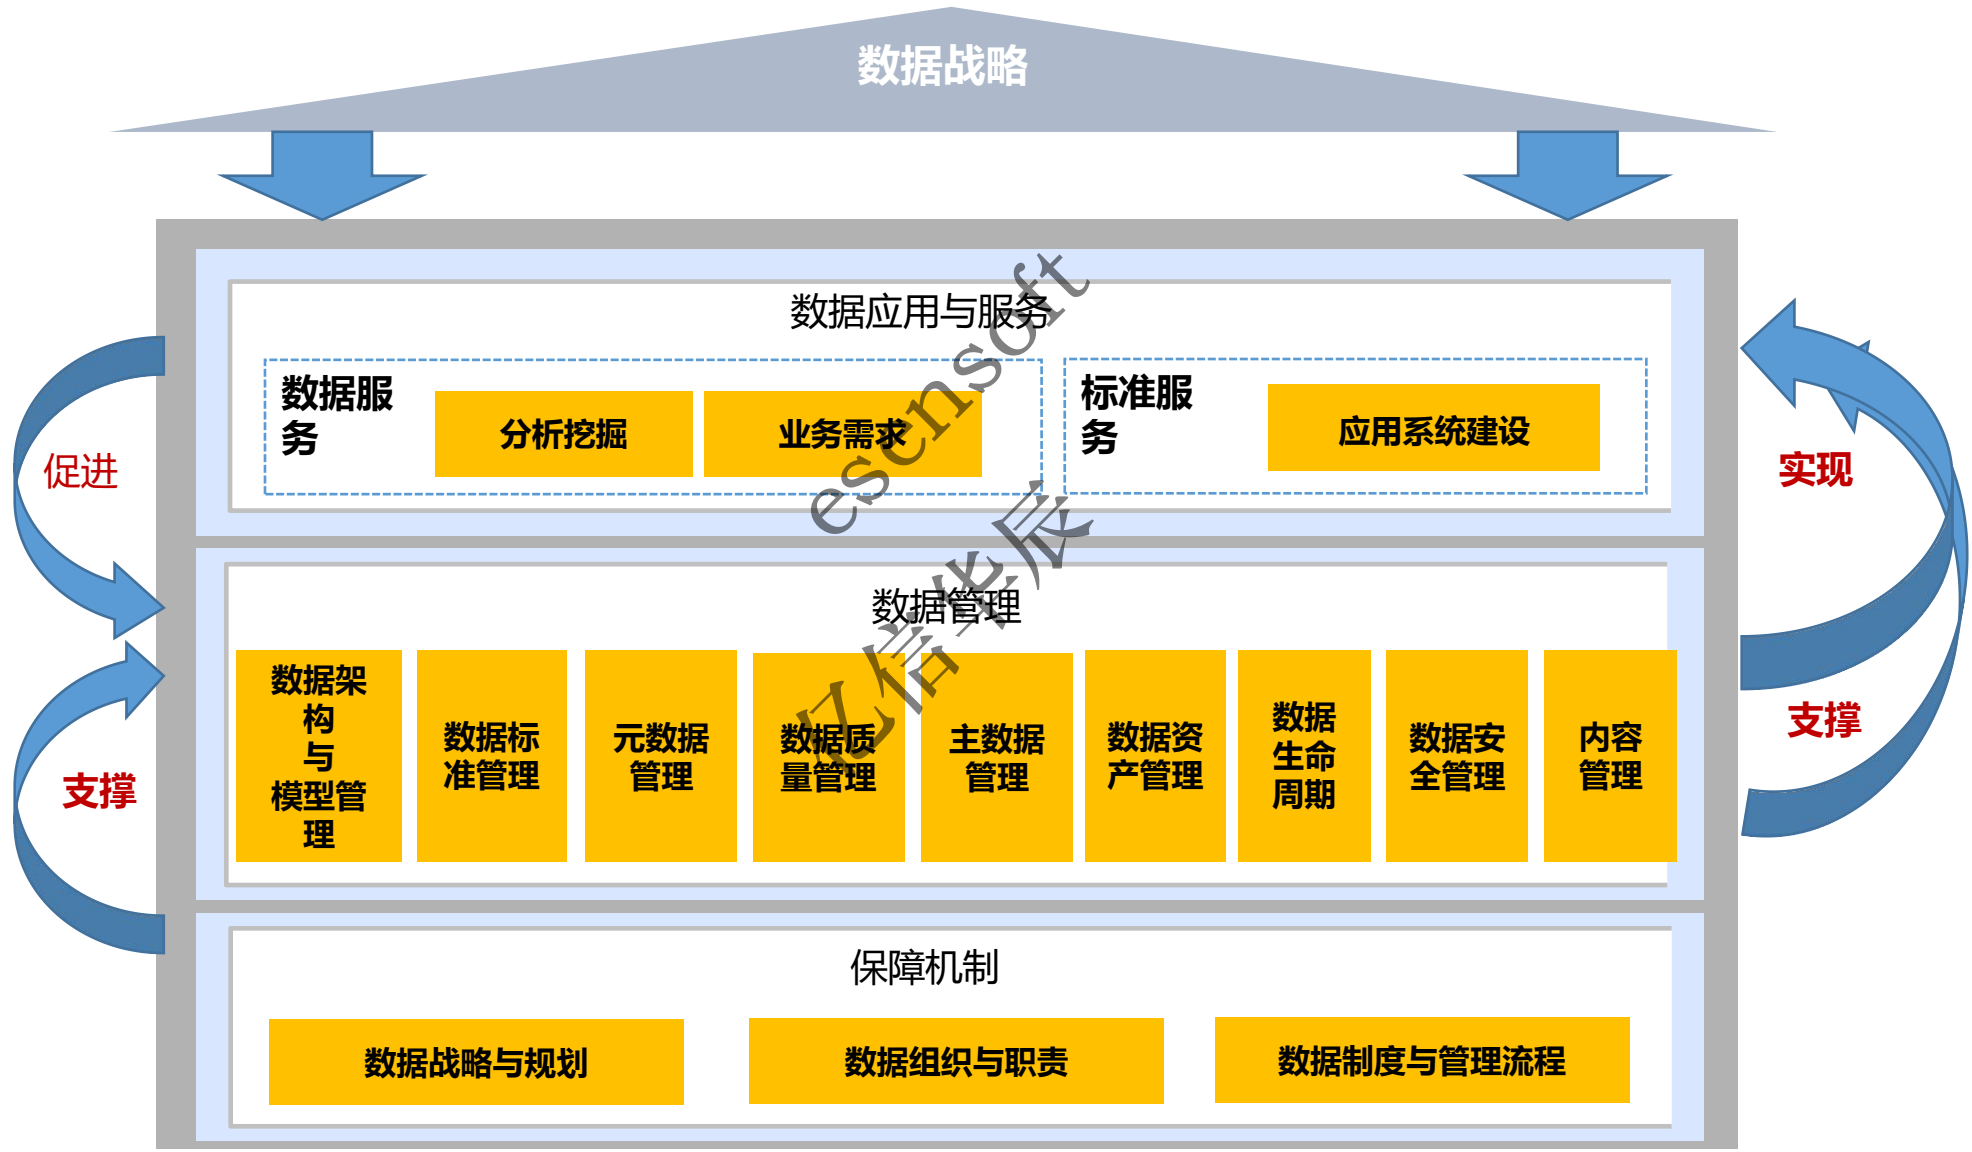 数据战略
数据应用与服务
数据服
务
分析挖掘
业务需求
标准服
务
应用系统建设
促进
实现
数据管理
数据架
构
与
模型管
理
数据标
准管理
元数据
管理
数据质
量管理
主数据
管理
数据资
产管理
数据
生命
周期
数据安
全管理
内容
管理
支撑
支撑
保障机制
数据战略与规划
数据组织与职责
数据制度与管理流程
esensoft
亿信华辰